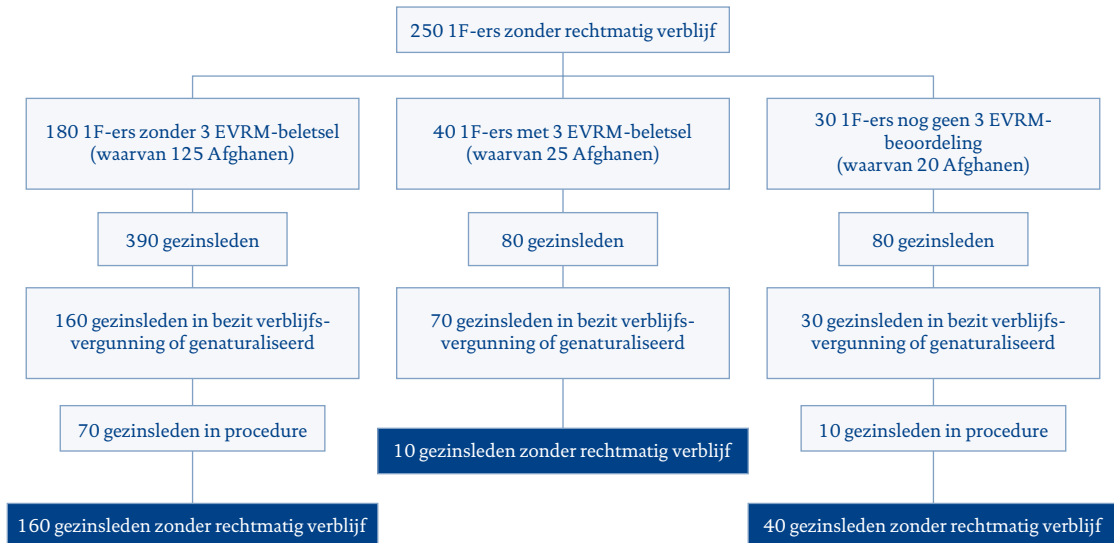 250 1F-ers zonder rechtmatig verblijf
180 1F-ers zonder 3 EVRM-beletsel
(waarvan 125 Afghanen)
40 1F-ers met 3 EVRM-beletsel
(waarvan 25 Afghanen)
30 1F-ers nog geen 3 EVRM-
beoordeling
(waarvan 20 Afghanen)
390 gezinsleden
80 gezinsleden
80 gezinsleden
160 gezinsleden in bezit verblijfs-
vergunning of genaturaliseerd
70 gezinsleden in bezit verblijfs-
vergunning of genaturaliseerd
30 gezinsleden in bezit verblijfs-
vergunning of genaturaliseerd
70 gezinsleden in procedure
10 gezinsleden zonder rechtmatig verblijf
10 gezinsleden in procedure
160 gezinsleden zonder rechtmatig verblijf
40 gezinsleden zonder rechtmatig verblijf